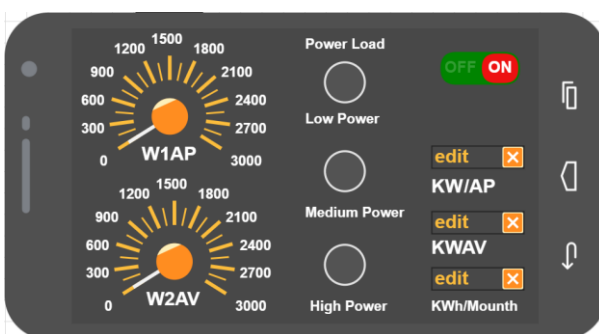 1500
1200 1800
900 2100
600 2400
300 2700
0 3000
W1AP
1500
1200 1800
900 2100
600 2400
300 2700
0 3000
W2AV
Power Load
Low Power
Medium Power
High Power
OFF ON
edit
KW/AP
edit
KWAV
edit
KWh/Mounth